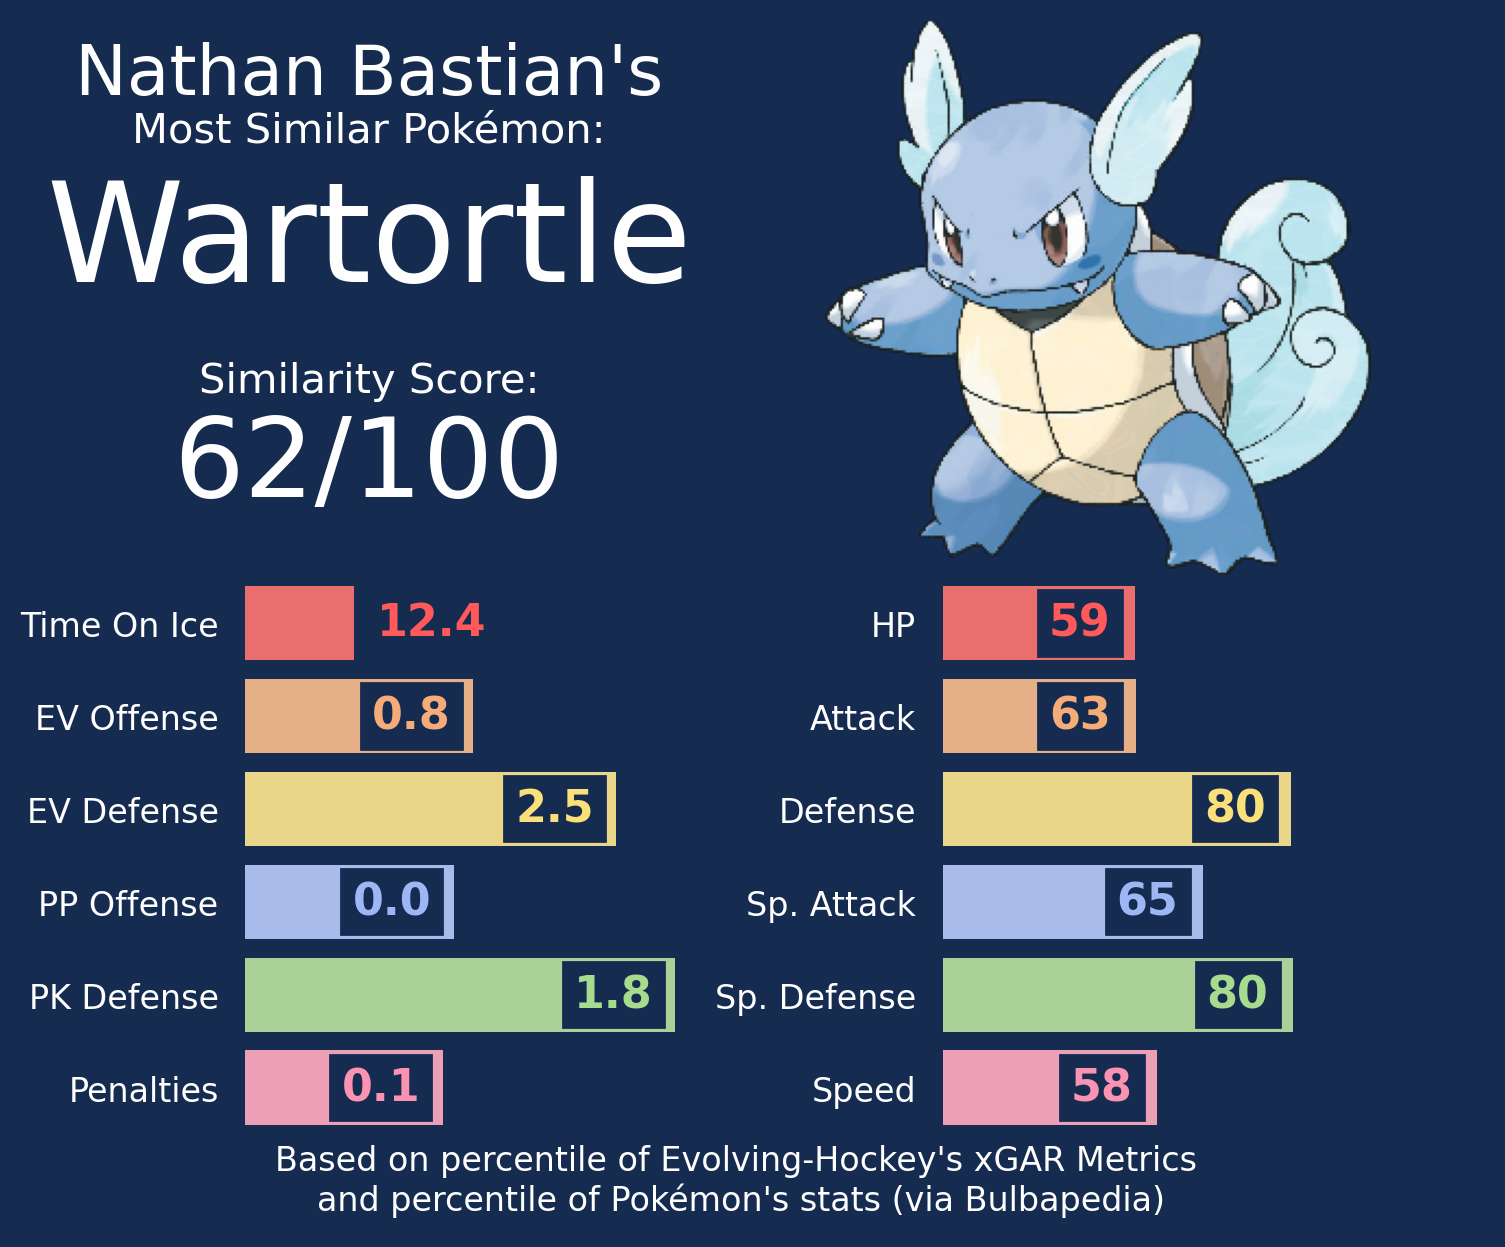 Nathan Bastian's
Most Similar Pokémon:
Wartortle
Similarity Score:
62/100
Time On Ice 12.4
EV Offense 0.8
EV Defense 2.5
PP Offense 0.0
PK Defense 1.8
Penalties 0.1
HP 59
Attack 63
Defense 80
Sp. Attack 65
Sp. Defense 80
Speed 58
Based on percentile of Evolving-Hockey's xGAR Metrics
and percentile of Pokémon's stats (via Bulbapedia)